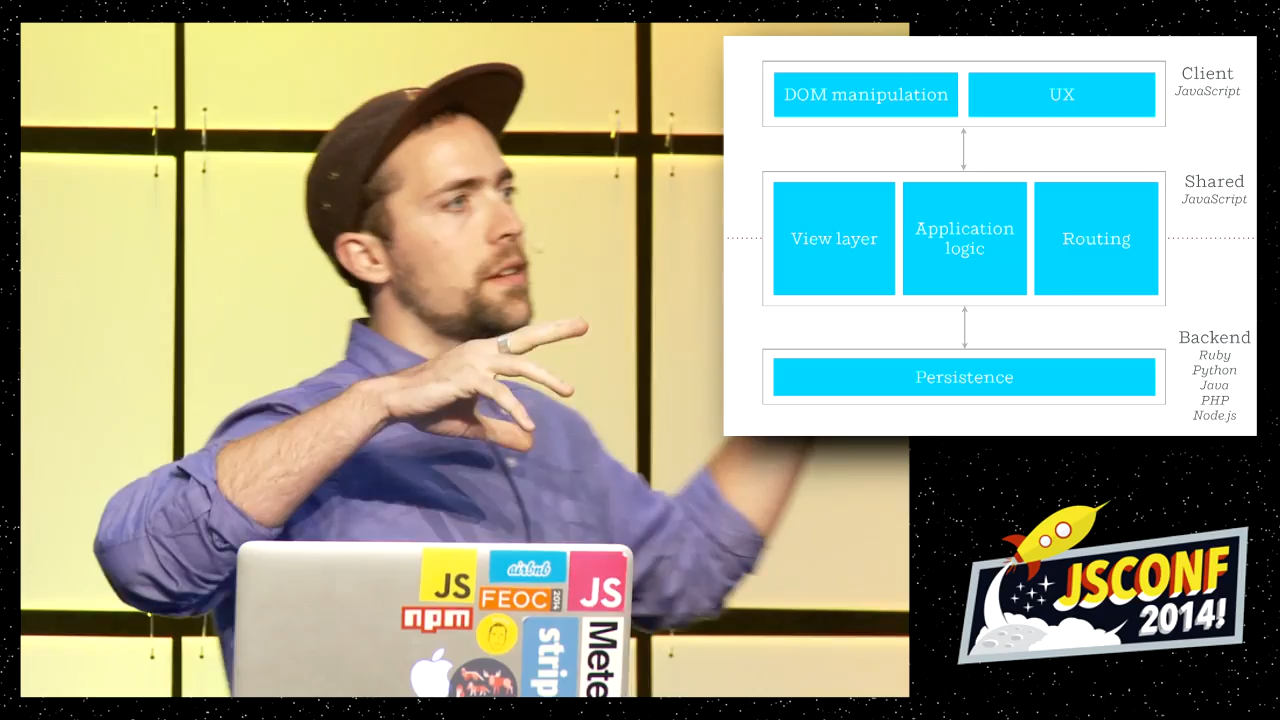 DOM manipulation
UX
Client
JavaScript
View layer
Application
logic
Routing
Shared
JavaScript
Persistence
Backend
Ruby
Python
Java
PHP
Node.js
JS
airbnb
JS
FEOC 2014
npm
strip
Mete
JSCONF
2014!